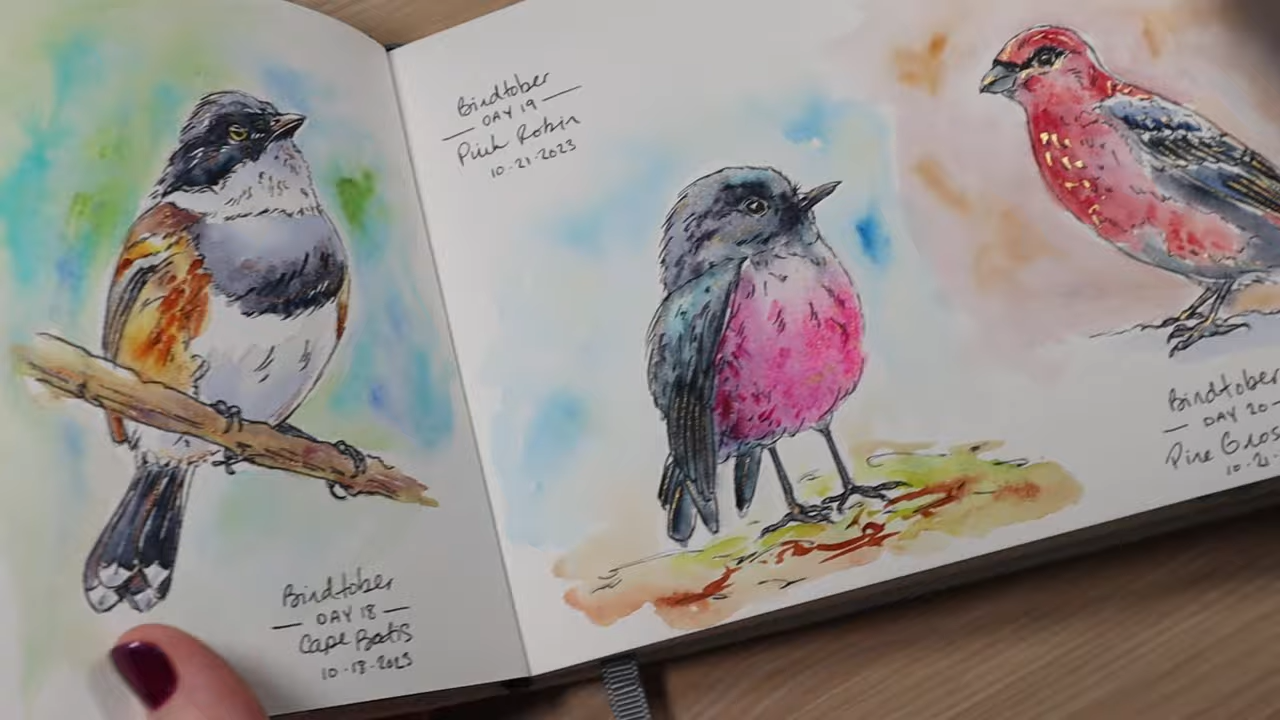 Birdtober
DAY 18
Cape Batis
10-18-2023
Birdtober
DAY 19
Pink Robin
10-21-2023
Birdtober
DAY 20
Pine Gros
10-21-